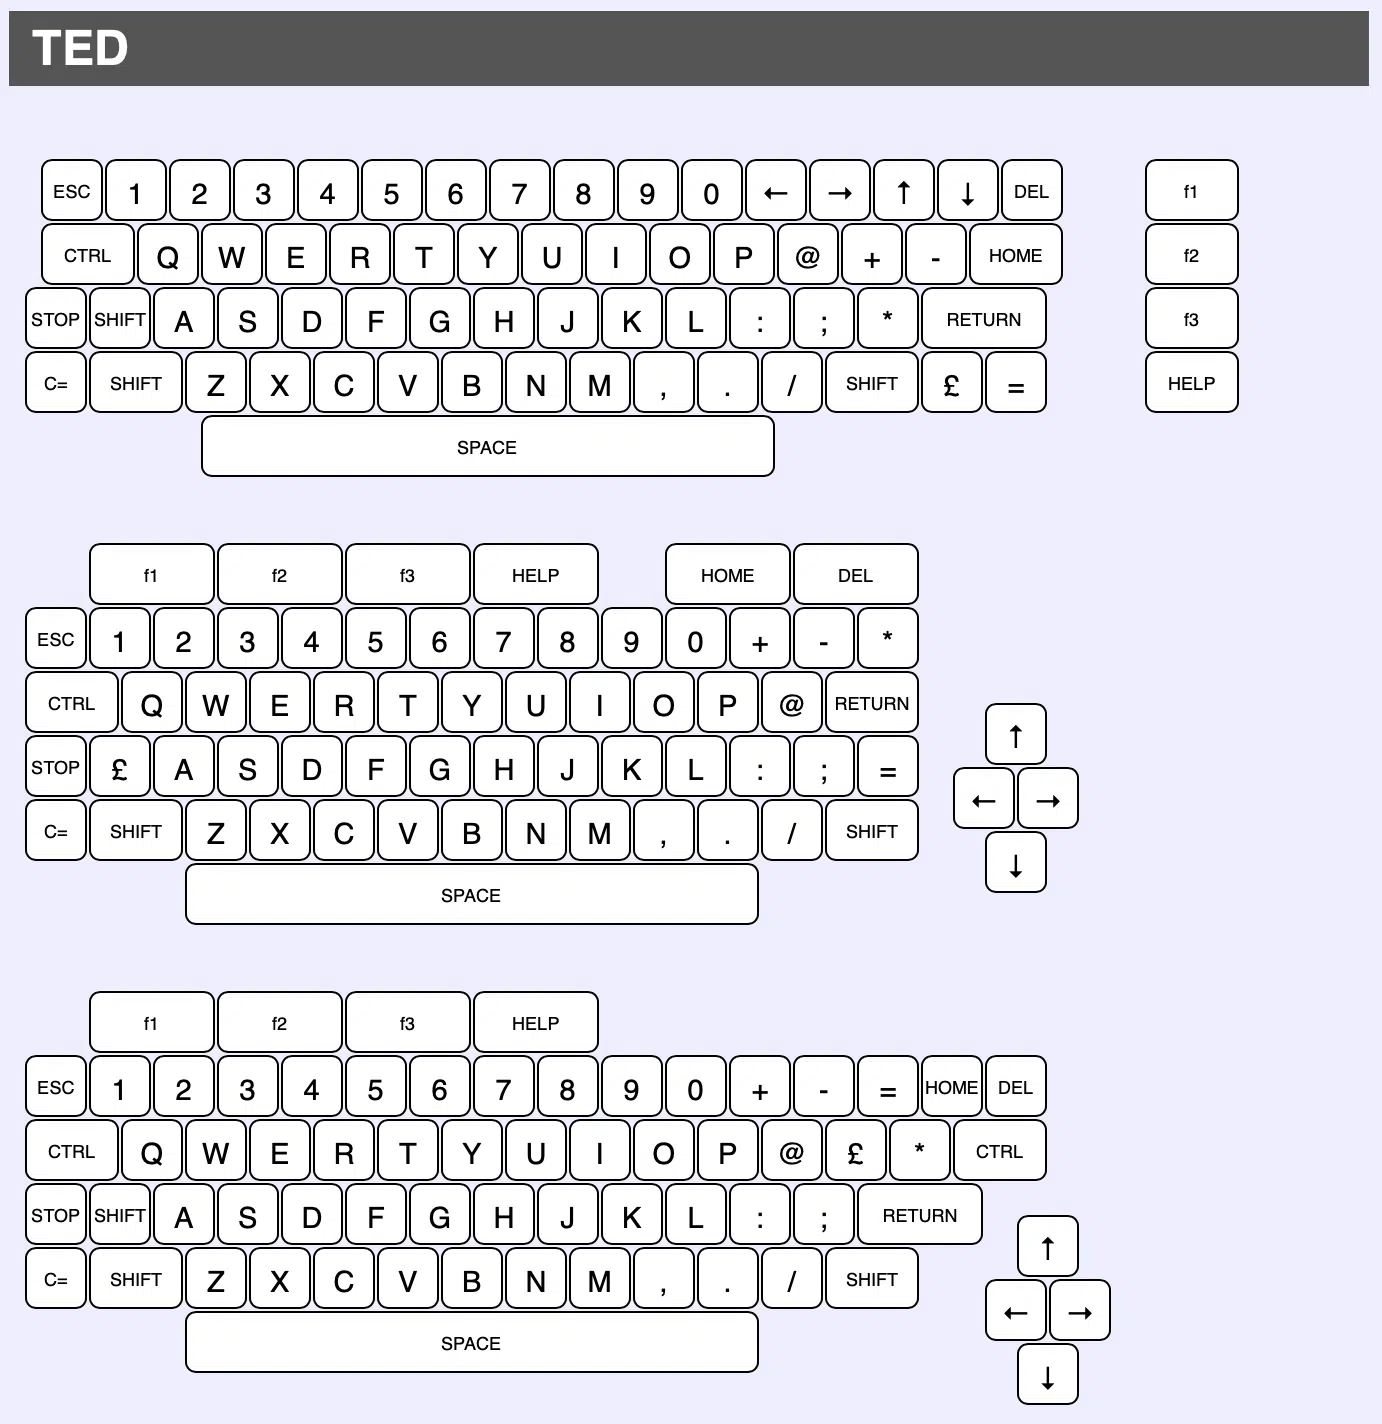 TED
ESC 1 2 3 4 5 6 7 8 9 0 ← → ↑ ↓ DEL f1
CTRL Q W E R T Y U I O P @ + - HOME f2
STOP SHIFT A S D F G H J K L : ; * RETURN f3
C= SHIFT Z X C V B N M , . / SHIFT £ = HELP
SPACE
f1 f2 f3 HELP HOME DEL
ESC 1 2 3 4 5 6 7 8 9 0 + - *
CTRL Q W E R T Y U I O P @ RETURN
↑
STOP £ A S D F G H J K L : ; =
← →
C= SHIFT Z X C V B N M , . / SHIFT
↓
SPACE
f1 f2 f3 HELP
ESC 1 2 3 4 5 6 7 8 9 0 + - = HOME DEL
CTRL Q W E R T Y U I O P @ £ * CTRL
STOP SHIFT A S D F G H J K L : ; RETURN
↑
C= SHIFT Z X C V B N M , . / SHIFT
← →
SPACE
↓